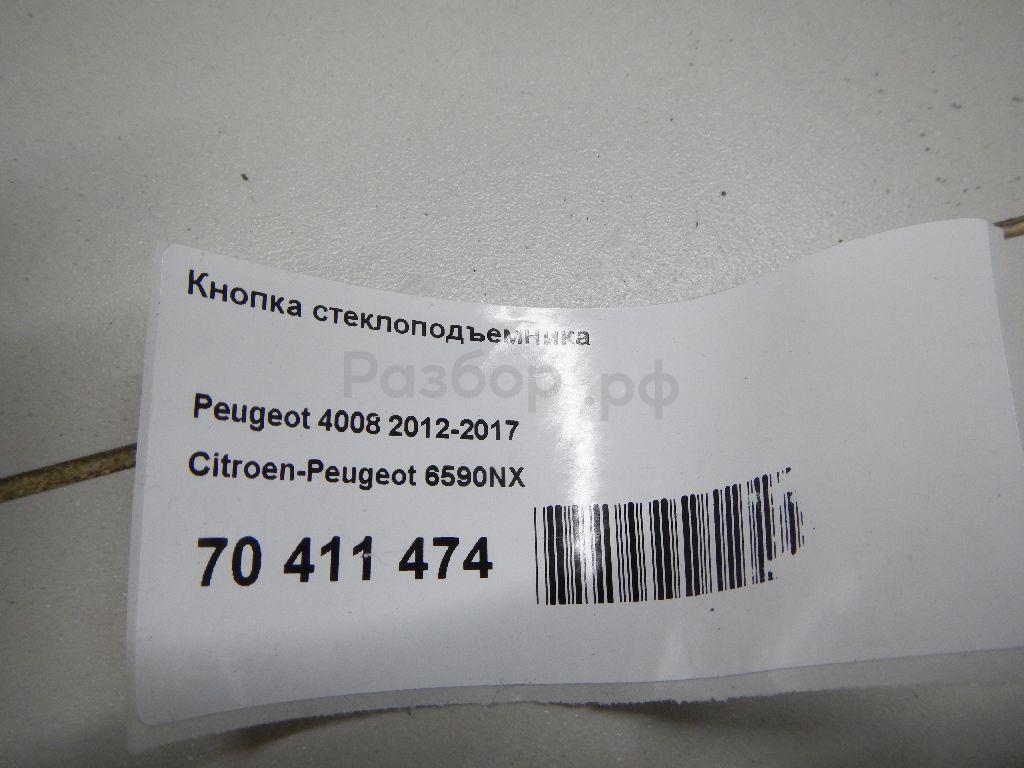 Кнопка стеклоподъемника
Разбор.рф
Peugeot 4008 2012-2017
Citroen-Peugeot 6590NX
70 411 474